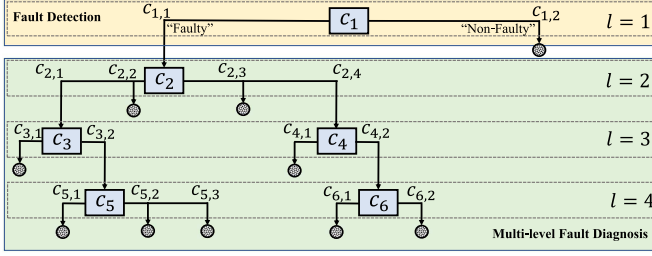 Fault Detection
c1,1 c1 c1,2 l = 1
"Faulty" "Non-Faulty"
c2,1 c2,2 c2 c2,3 c2,4 l = 2
c3,1 c3 c3,2 c4,1 c4 c4,2 l = 3
c5,1 c5 c5,2 c5,3 c6,1 c6 c6,2 l = 4
Multi-level Fault Diagnosis